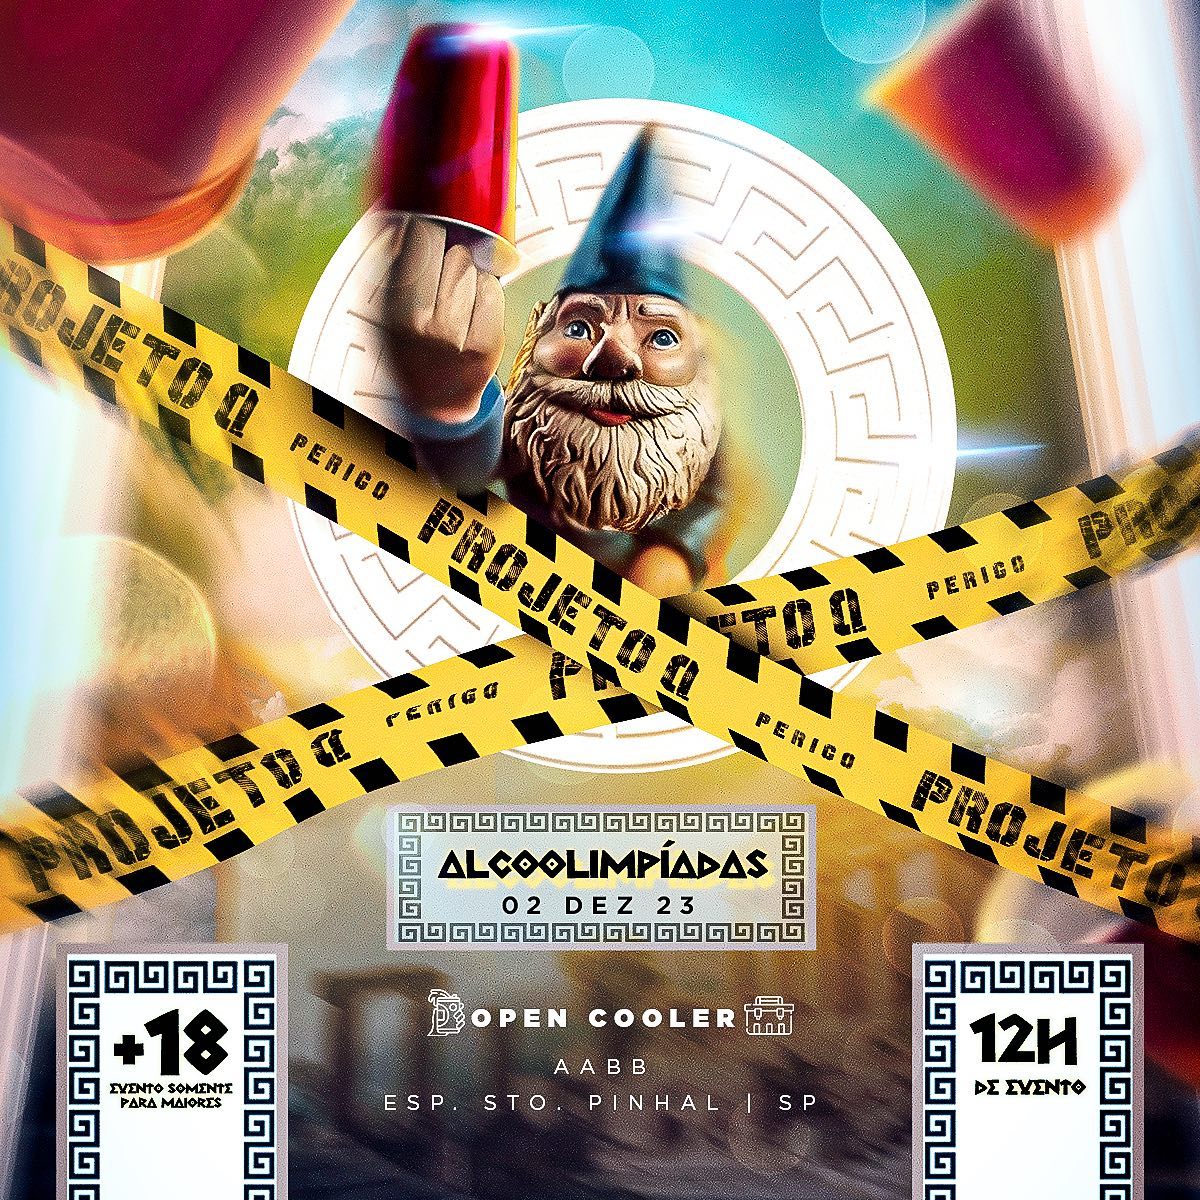 PROJETO Q PERIGO PROJETO Q PERIGO PROJETO
PROJETO Q PERIGO
TO Q PERIGO
ALCOOLIMPÍADAS
02 DEZ 23
+18
EVENTO SOMENTE
PARA MAIORES
OPEN COOLER
AABB
ESP. STO. PINHAL | SP
12H
DE EVENTO